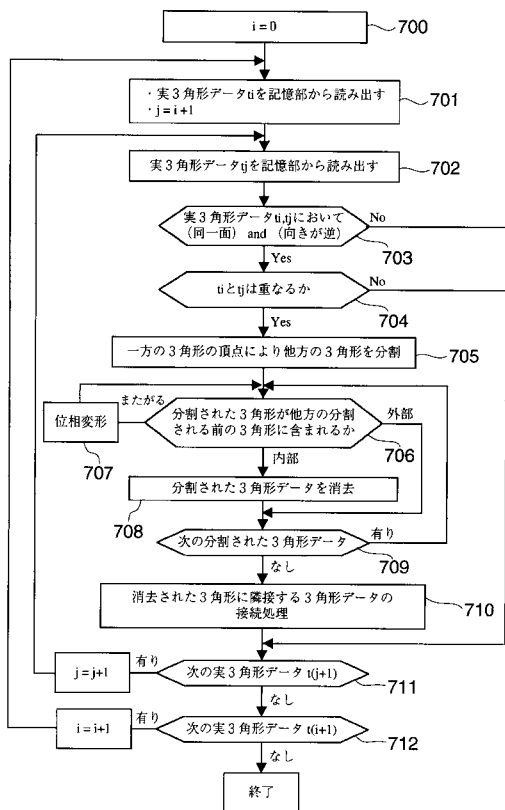 i = 0
700
・実3角形データtiを記憶部から読み出す
・j = i +1
701
実3角形データtjを記憶部から読み出す
702
実3角形データti,tjにおいて
(同一面) and (向きが逆)
No
703
Yes
tiとtjは重なるか
No
704
Yes
一方の3角形の頂点により他方の3角形を分割
705
位相変形
またがる
707
分割された3角形が他方の分割
される前の3角形に含まれるか
外部
706
内部
分割された3角形データを消去
708
次の分割された3角形データ
有り
709
なし
消去された3角形に隣接する3角形データの
接続処理
710
j = j+1
有り
次の実3角形データ t(j+1)
711
なし
i = i+1
有り
次の実3角形データ t(i+1)
712
なし
終了